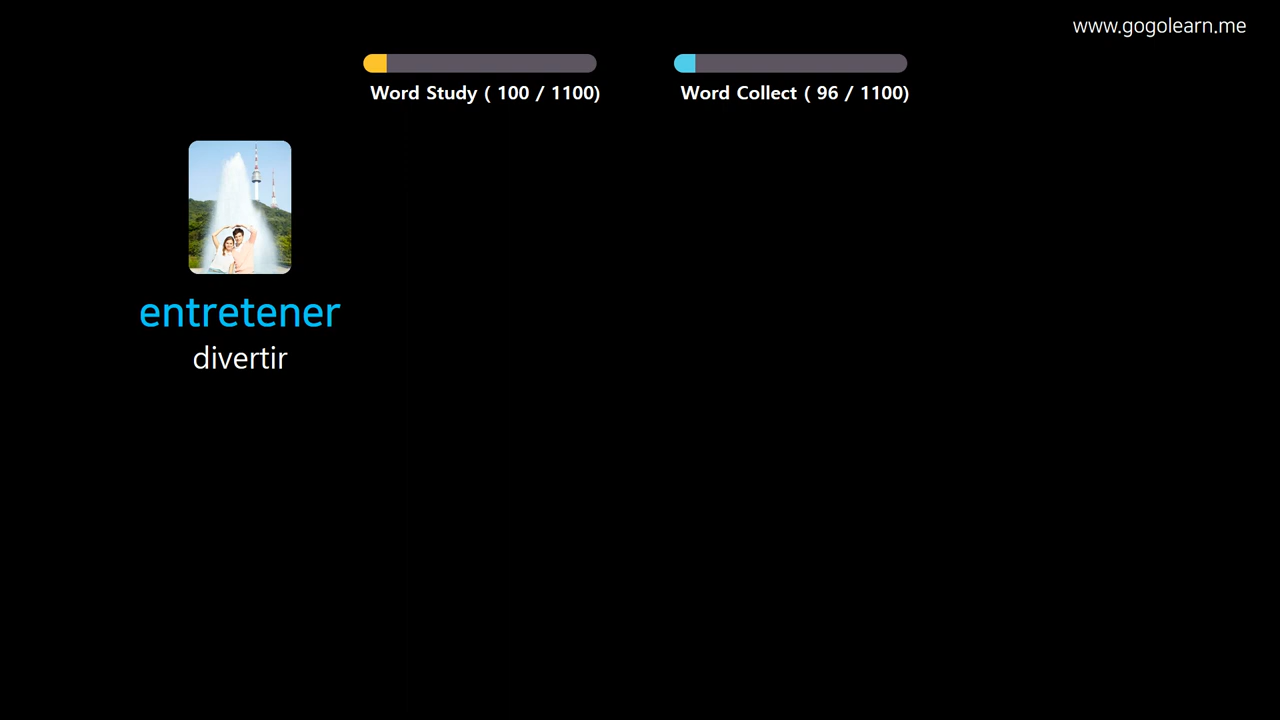 www.gogolearn.me
Word Study ( 100 / 1100)
Word Collect ( 96 / 1100)
entretener
divertir